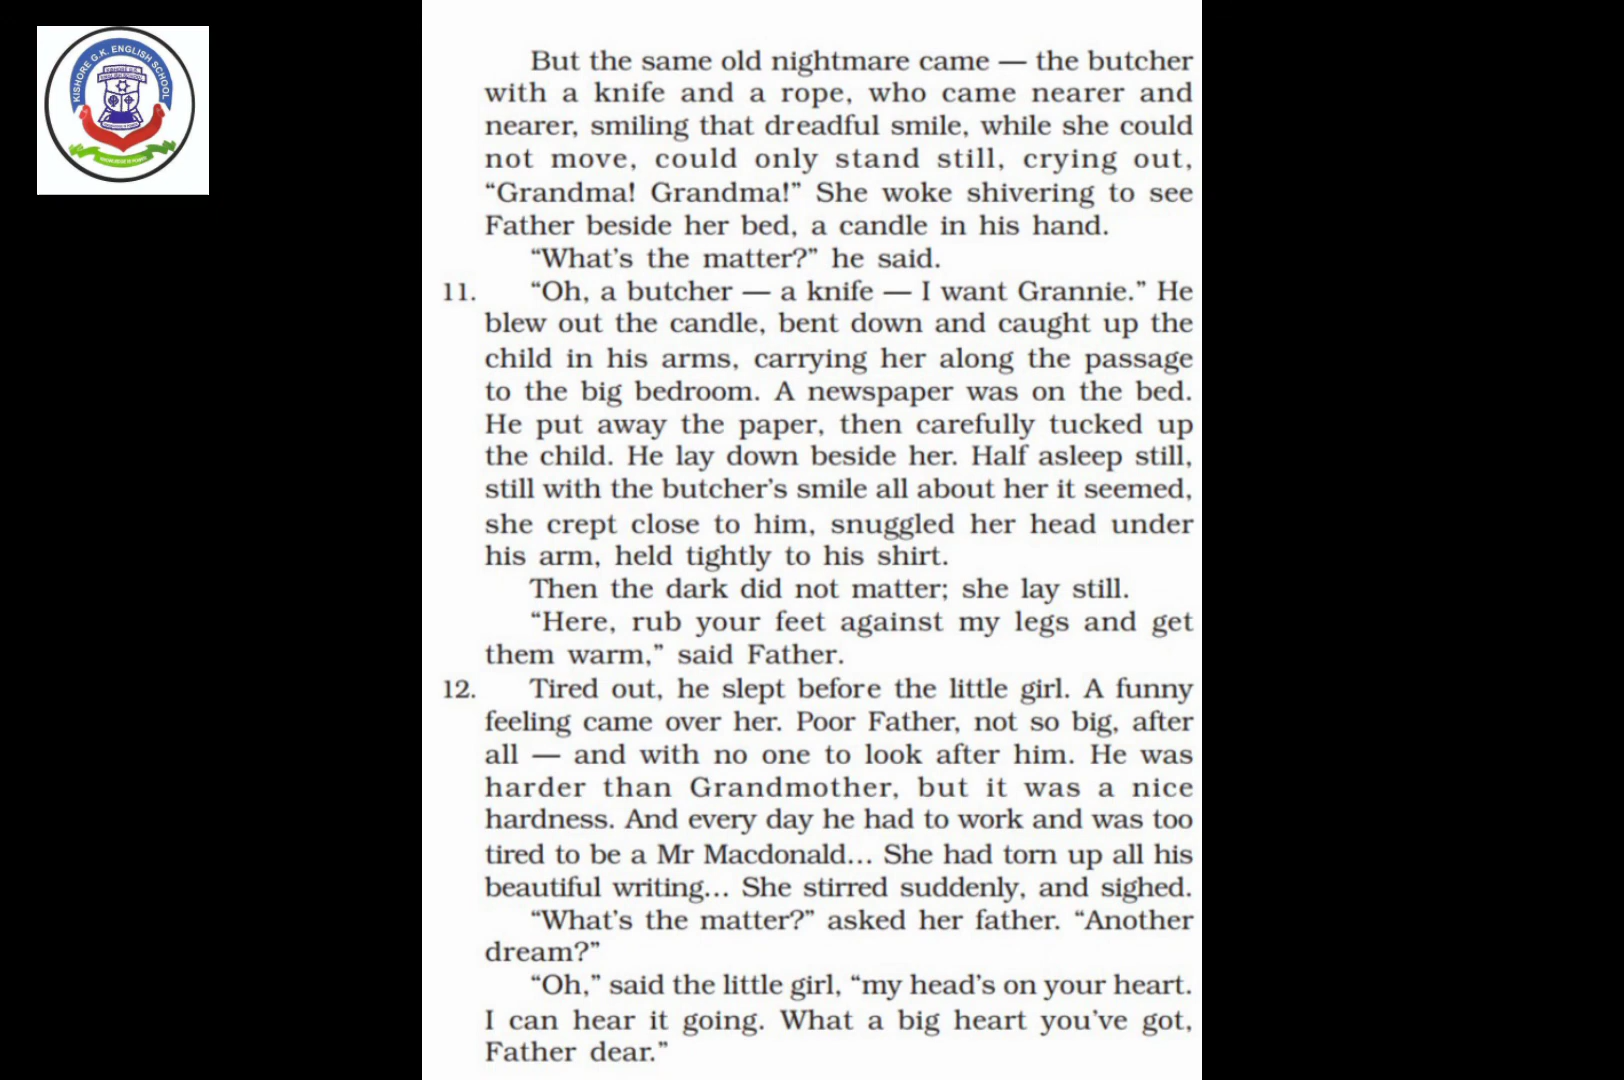 KISHORE G.K. ENGLISH SCHOOL
But the same old nightmare came — the butcher
with a knife and a rope, who came nearer and
nearer, smiling that dreadful smile, while she could
not move, could only stand still, crying out,
“Grandma! Grandma!” She woke shivering to see
Father beside her bed, a candle in his hand.
“What’s the matter?” he said.
11. “Oh, a butcher — a knife — I want Grannie.” He
blew out the candle, bent down and caught up the
child in his arms, carrying her along the passage
to the big bedroom. A newspaper was on the bed.
He put away the paper, then carefully tucked up
the child. He lay down beside her. Half asleep still,
still with the butcher’s smile all about her it seemed,
she crept close to him, snuggled her head under
his arm, held tightly to his shirt.
Then the dark did not matter; she lay still.
“Here, rub your feet against my legs and get
them warm,” said Father.
12. Tired out, he slept before the little girl. A funny
feeling came over her. Poor Father, not so big, after
all — and with no one to look after him. He was
harder than Grandmother, but it was a nice
hardness. And every day he had to work and was too
tired to be a Mr Macdonald... She had torn up all his
beautiful writing... She stirred suddenly, and sighed.
“What’s the matter?” asked her father. “Another
dream?”
“Oh,” said the little girl, “my head’s on your heart.
I can hear it going. What a big heart you’ve got,
Father dear.”